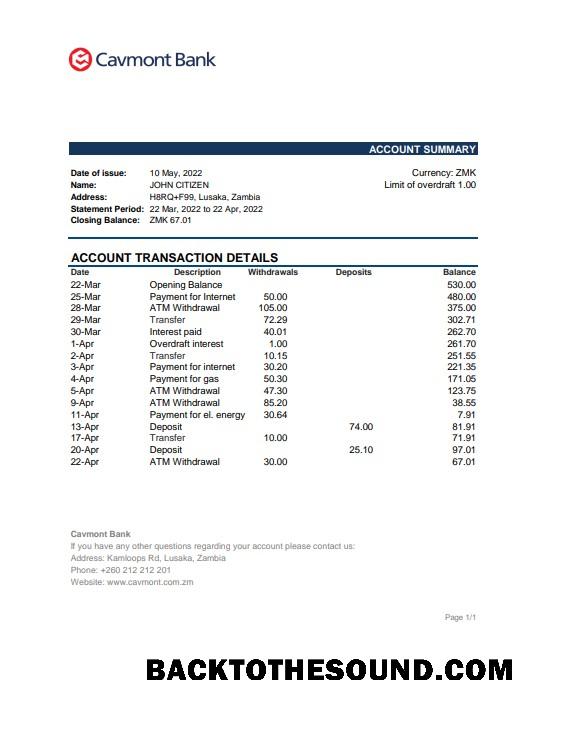 Cavmont Bank
ACCOUNT SUMMARY
Date of issue: 10 May, 2022 Currency: ZMK
Name: JOHN CITIZEN Limit of overdraft 1.00
Address: H8RQ+F99, Lusaka, Zambia
Statement Period: 22 Mar, 2022 to 22 Apr, 2022
Closing Balance: ZMK 67.01
ACCOUNT TRANSACTION DETAILS
Date Description Withdrawals Deposits Balance
22-Mar Opening Balance 530.00
25-Mar Payment for Internet 50.00 480.00
28-Mar ATM Withdrawal 105.00 375.00
29-Mar Transfer 72.29 302.71
30-Mar Interest paid 40.01 262.70
1-Apr Overdraft interest 1.00 261.70
2-Apr Transfer 10.15 251.55
3-Apr Payment for internet 30.20 221.35
4-Apr Payment for gas 50.30 171.05
5-Apr ATM Withdrawal 47.30 123.75
9-Apr ATM Withdrawal 85.20 38.55
11-Apr Payment for el. energy 30.64 7.91
13-Apr Deposit 74.00 81.91
17-Apr Transfer 10.00 71.91
20-Apr Deposit 25.10 97.01
22-Apr ATM Withdrawal 30.00 67.01
Cavmont Bank
If you have any other questions regarding your account please contact us:
Address: Kamloops Rd, Lusaka, Zambia
Phone: +260 212 212 201
Website: www.cavmont.com.zm
Page 1/1
BACKTOTHESOUND.COM